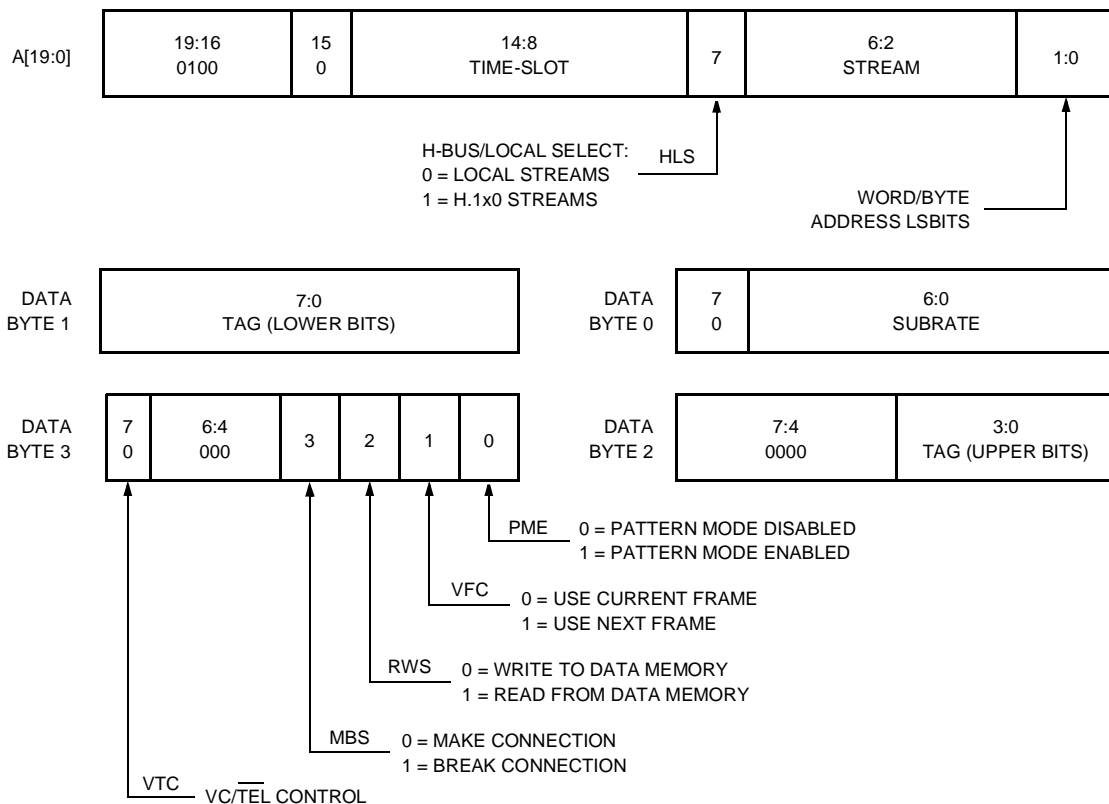 A[19:0]
19:16
0100
15
0
14:8
TIME-SLOT
7
6:2
STREAM
1:0
H-BUS/LOCAL SELECT:
0 = LOCAL STREAMS
1 = H.1x0 STREAMS
HLS
WORD/BYTE
ADDRESS LSBITS
DATA
BYTE 1
7:0
TAG (LOWER BITS)
DATA
BYTE 0
7
0
6:0
SUBRATE
DATA
BYTE 3
7
0
6:4
000
3
2
1
0
DATA
BYTE 2
7:4
0000
3:0
TAG (UPPER BITS)
PME
0 = PATTERN MODE DISABLED
1 = PATTERN MODE ENABLED
VFC
0 = USE CURRENT FRAME
1 = USE NEXT FRAME
RWS
0 = WRITE TO DATA MEMORY
1 = READ FROM DATA MEMORY
MBS
0 = MAKE CONNECTION
1 = BREAK CONNECTION
VTC
VC/T̅E̅L̅ CONTROL